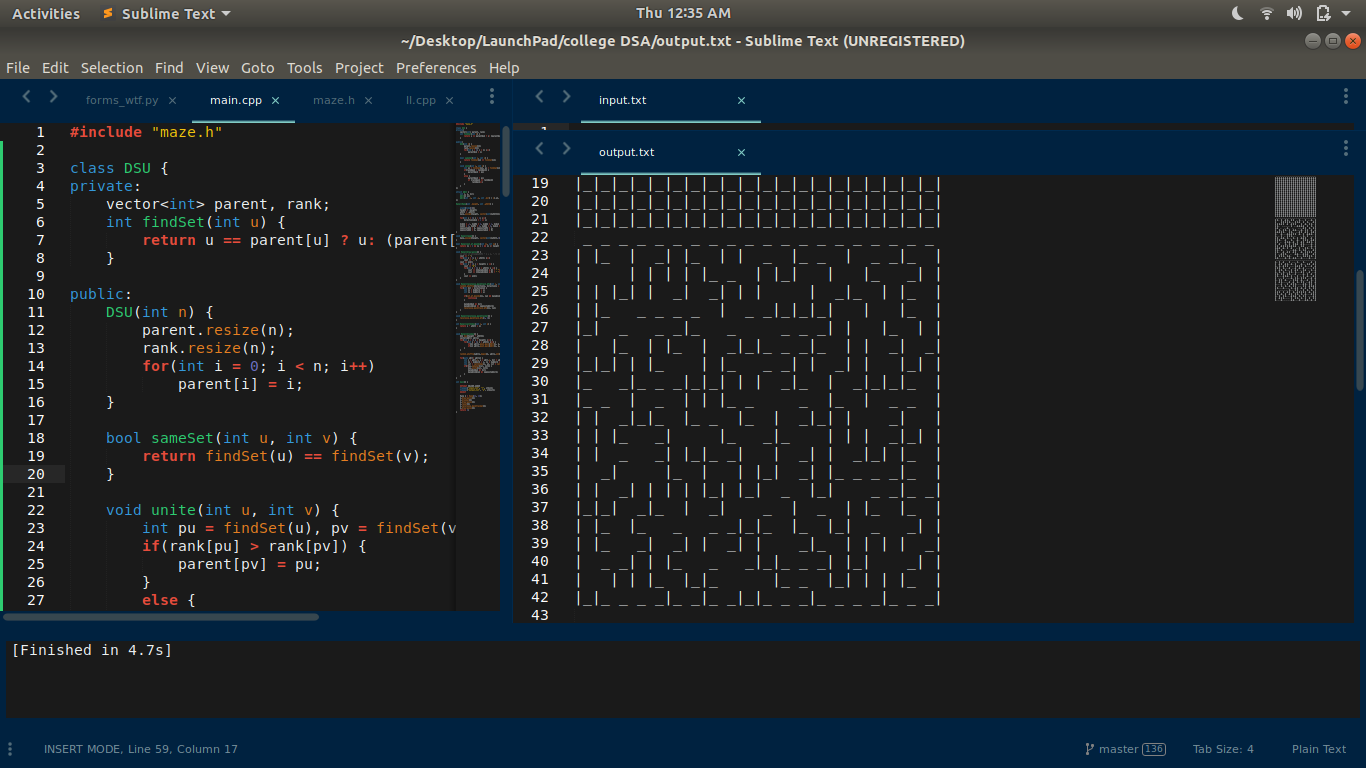 Activities
Sublime Text
Thu 12:35 AM
~/Desktop/LaunchPad/college DSA/output.txt - Sublime Text (UNREGISTERED)
File Edit Selection Find View Goto Tools Project Preferences Help
forms_wtf.py × main.cpp × maze.h × ll.cpp ×
1 #include "maze.h"
2
3 class DSU {
4 private:
5     vector<int> parent, rank;
6     int findSet(int u) {
7         return u == parent[u] ? u: (parent[
8     }
9
10 public:
11     DSU(int n) {
12         parent.resize(n);
13         rank.resize(n);
14         for(int i = 0; i < n; i++)
15             parent[i] = i;
16     }
17
18     bool sameSet(int u, int v) {
19         return findSet(u) == findSet(v);
20     }
21
22     void unite(int u, int v) {
23         int pu = findSet(u), pv = findSet(v
24         if(rank[pu] > rank[pv]) {
25             parent[pv] = pu;
26         }
27         else {
input.txt ×
output.txt ×
19 |_|_|_|_|_|_|_|_|_|_|_|_|_|_|_|_|_|_|_|_|
20 |_|_|_|_|_|_|_|_|_|_|_|_|_|_|_|_|_|_|_|_|
21 |_|_|_|_|_|_|_|_|_|_|_|_|_|_|_|_|_|_|_|_|
22  _ _ _ _ _ _ _ _ _ _ _ _ _ _ _ _ _ _ _ _
23
24
25
26
27
28
29
30
31
32
33
34
35
36
37
38
39
40
41
42
43
[Finished in 4.7s]
INSERT MODE, Line 59, Column 17
master 136
Tab Size: 4
Plain Text